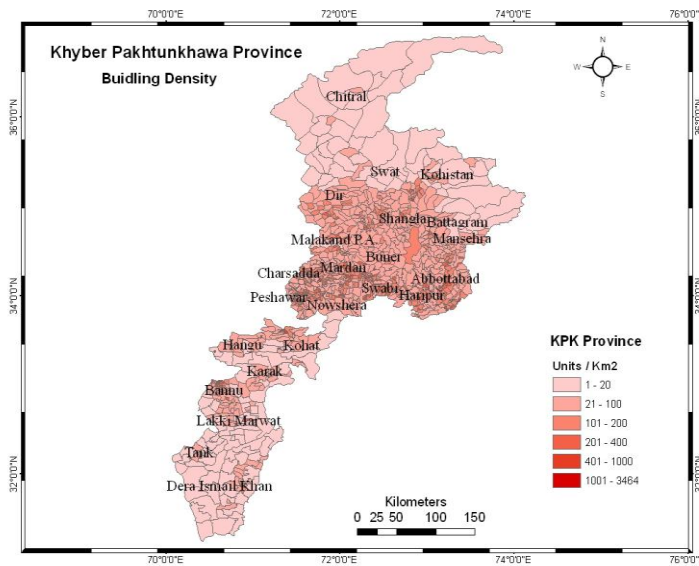 70°0'0"E 72°0'0"E 74°0'0"E 76°0'0"E
Khyber Pakhtunkhawa Province
Buidling Density
N
W E
S
36°0'0"N
36°0'0"N
34°0'0"N
34°0'0"N
32°0'0"N
32°0'0"N
Chitral
Swat
Kohistan
Dir
Shangla
Battagram
Malakand P.A.
Mansehra
Buner
Charsadda
Mardan
Abbottabad
Swabi
Peshawar
Haripur
Nowshera
Hangu
Kohat
Karak
Bannu
Lakki Marwat
Tank
Dera Ismail Khan
KPK Province
Units / Km2
1 - 20
21 - 100
101 - 200
201 - 400
401 - 1000
1001 - 3464
Kilometers
0 25 50 100 150
70°0'0"E 72°0'0"E 74°0'0"E 76°0'0"E